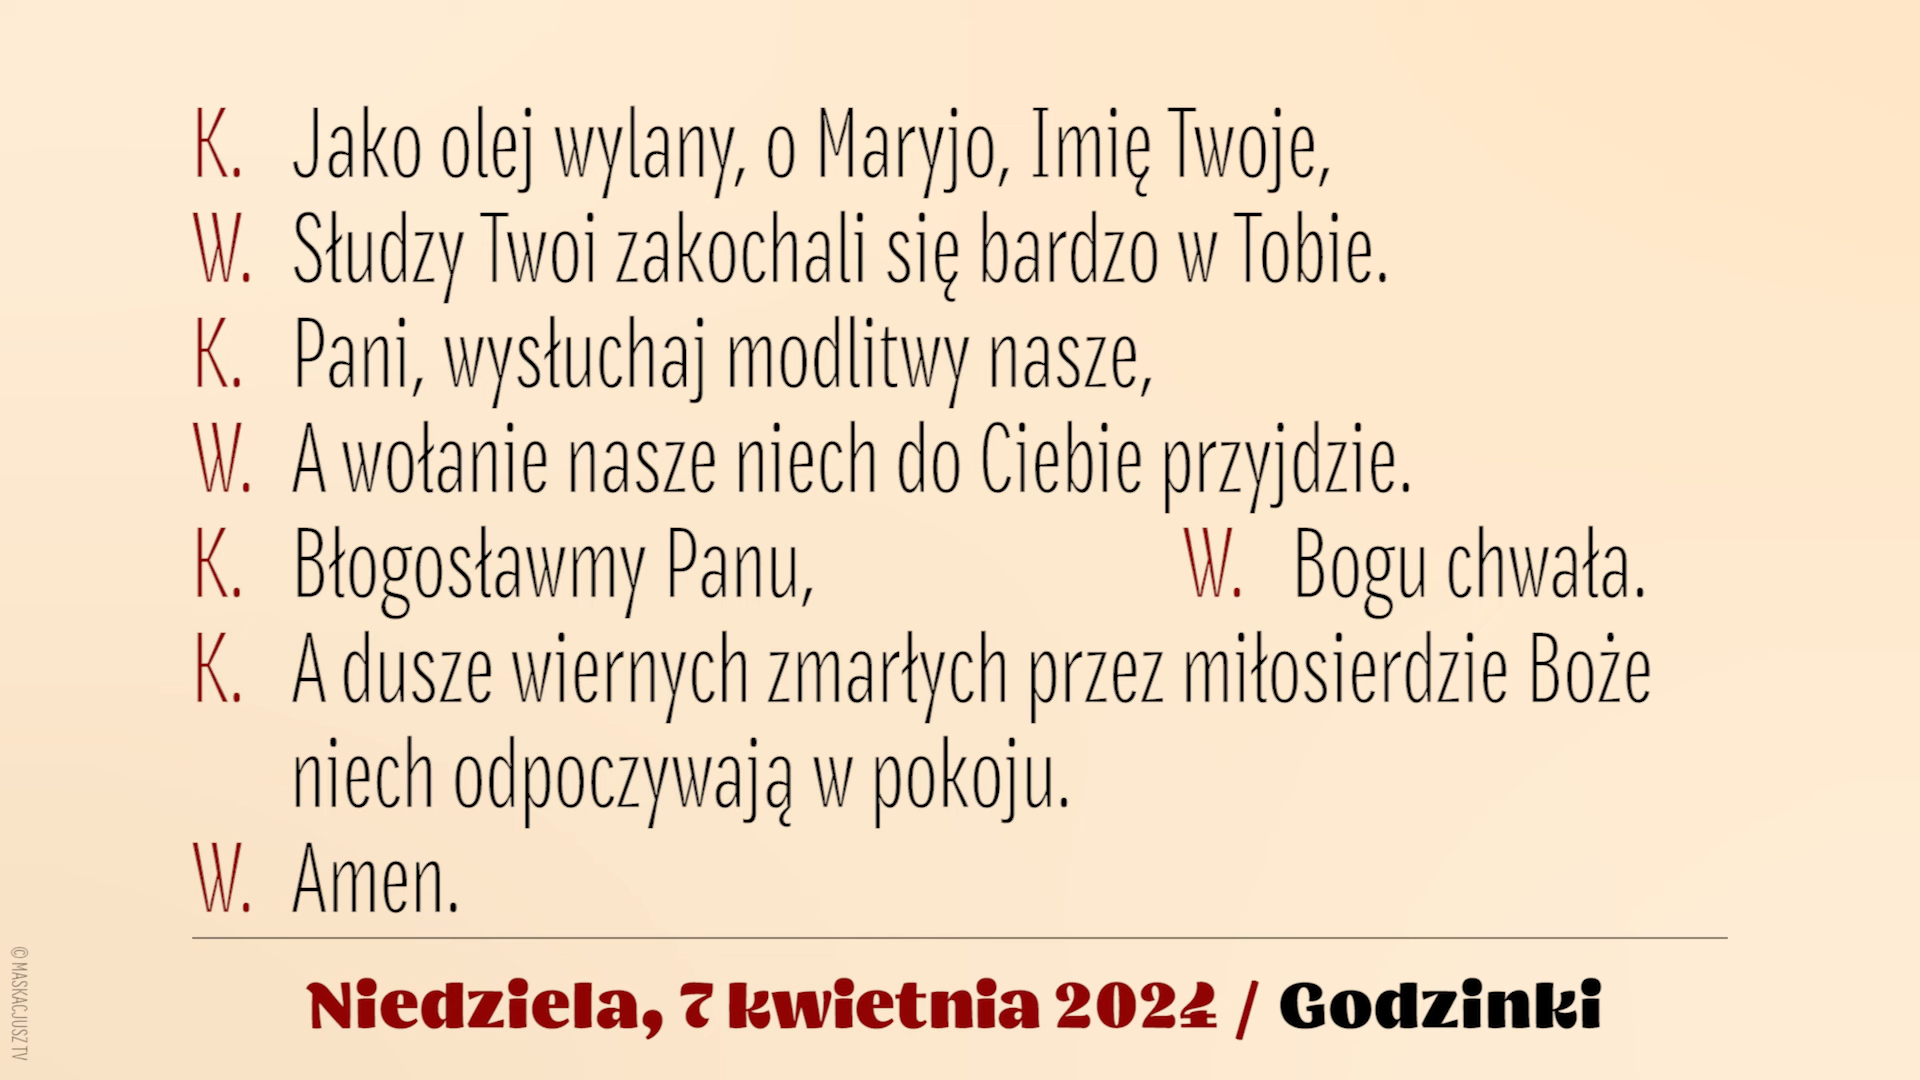 K. Jako olej wylany, o Maryjo, Imię Twoje,
W. Słudzy Twoi zakochali się bardzo w Tobie.
K. Pani, wysłuchaj modlitwy nasze,
W. A wołanie nasze niech do Ciebie przyjdzie.
K. Błogosławmy Panu, W. Bogu chwała.
K. A dusze wiernych zmarłych przez miłosierdzie Boże
niech odpoczywają w pokoju.
W. Amen.
Niedziela, 7 kwietnia 2024 / Godzinki
© MASKACJUSZ TV